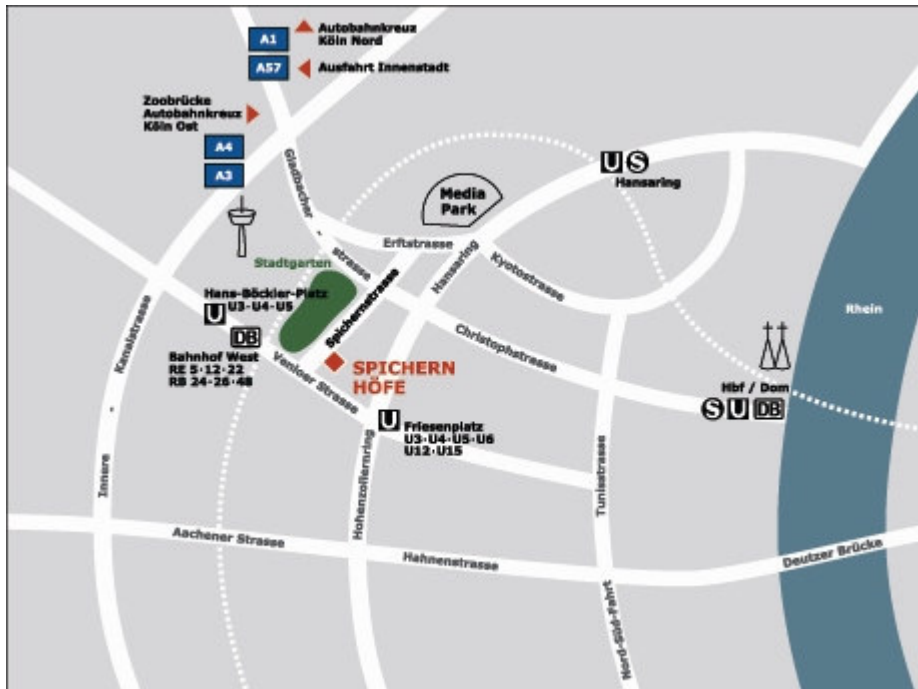 A1
Autobahnkreuz
Köln Nord
A57
Ausfahrt Innenstadt
Zoobrücke
Autobahnkreuz
Köln Ost
A4
A3
Gladbacher - strasse
Media
Park
U S
Hansaring
Erftstrasse
Hansaring
Kyotostrasse
Stadtgarten
Spichernstrasse
Hans-Böckler-Platz
U U3·U4·U5
DB
Bahnhof West
RE 5·12·22
RB 24·26·48
Venloer Strasse
SPICHERN
HÖFE
Christophstrasse
Rhein
Hbf / Dom
S U DB
U Friesenplatz
U3·U4·U5·U6
U12·U15
Innere - Kanalstrasse
Hohenzollernring
Tunisstrasse
Aachener Strasse
Hahnenstrasse
Deutzer Brücke
Nord-Süd-Fahrt